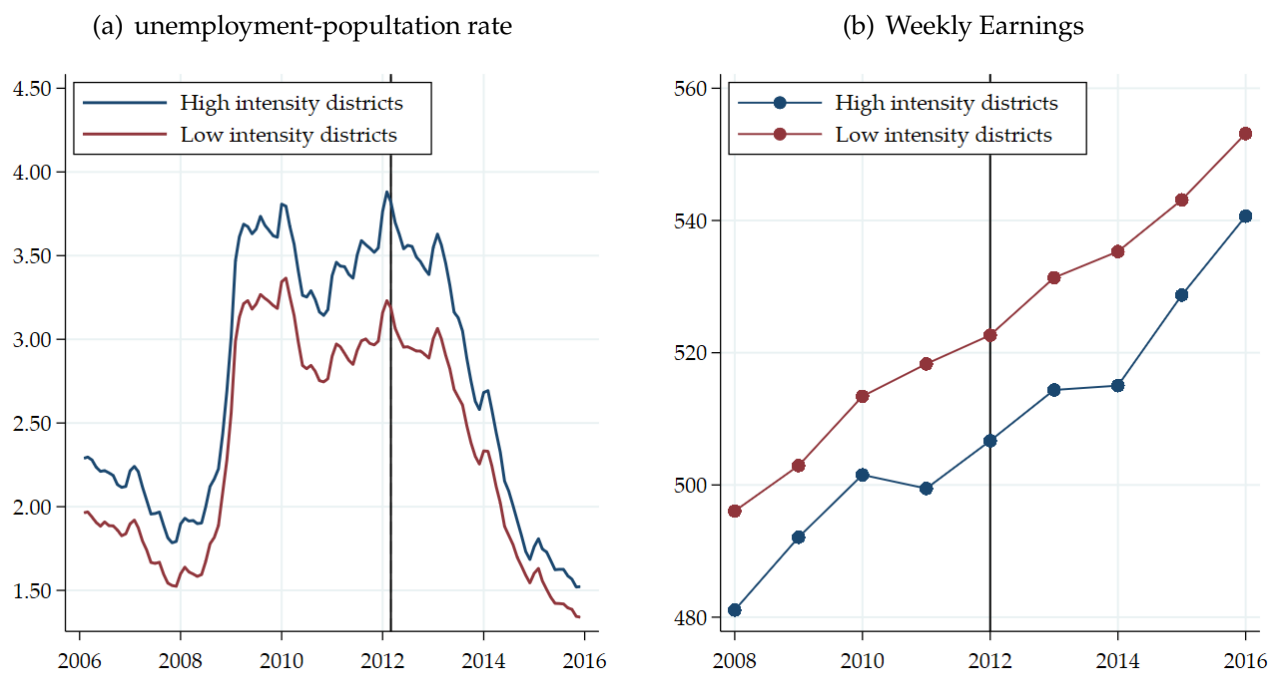 (a) unemployment-popultation rate
4.50
4.00
3.50
3.00
2.50
2.00
1.50
High intensity districts
Low intensity districts
2006 2008 2010 2012 2014 2016
(b) Weekly Earnings
560
540
520
500
480
High intensity districts
Low intensity districts
2008 2010 2012 2014 2016